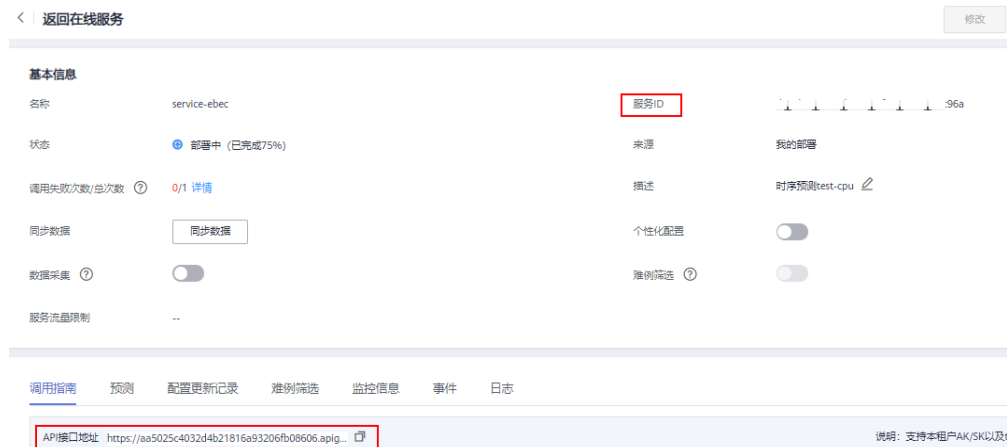 返回在线服务 修改
基本信息
名称 service-ebec 服务ID :96a
状态 部署中（已完成75%） 来源 我的部署
调用失败次数/总次数 ? 0/1 详情 描述 时序预测test-cpu
同步数据 同步数据 个性化配置
数据采集 ? 难例筛选 ?
服务流量限制 --
调用指南 预测 配置更新记录 难例筛选 监控信息 事件 日志
API接口地址 https://aa5025c4032d4b21816a93206fb08606.apig... 说明：支持本租户AK/SK以及